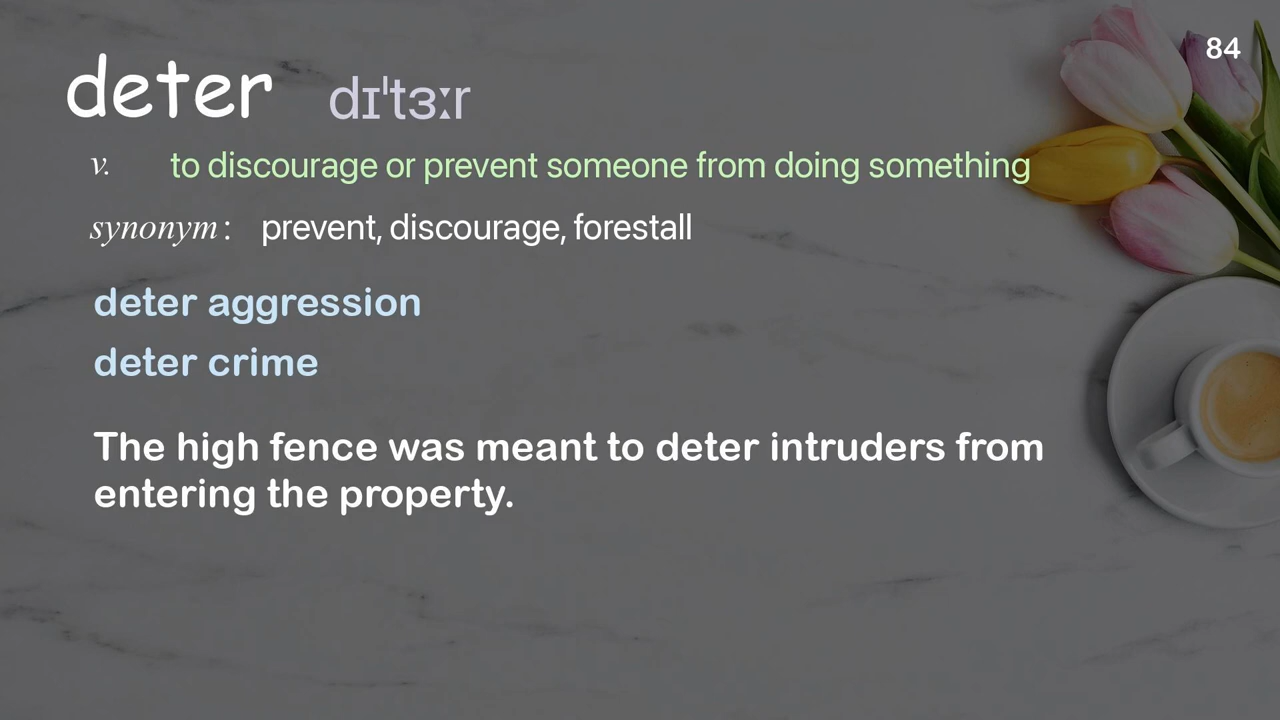 84
deter dɪˈtɜːr
v. to discourage or prevent someone from doing something
synonym: prevent, discourage, forestall
deter aggression
deter crime
The high fence was meant to deter intruders from
entering the property.